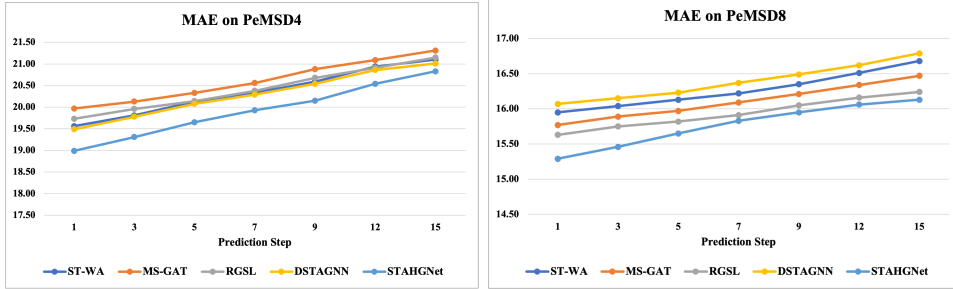 MAE on PeMSD4
21.50
21.00
20.50
20.00
19.50
19.00
18.50
18.00
17.50
1 3 5 7 9 12 15
Prediction Step
ST-WA MS-GAT RGSL DSTAGNN STAHGNet
MAE on PeMSD8
17.00
16.50
16.00
15.50
15.00
14.50
1 3 5 7 9 12 15
Prediction Step
ST-WA MS-GAT RGSL DSTAGNN STAHGNet